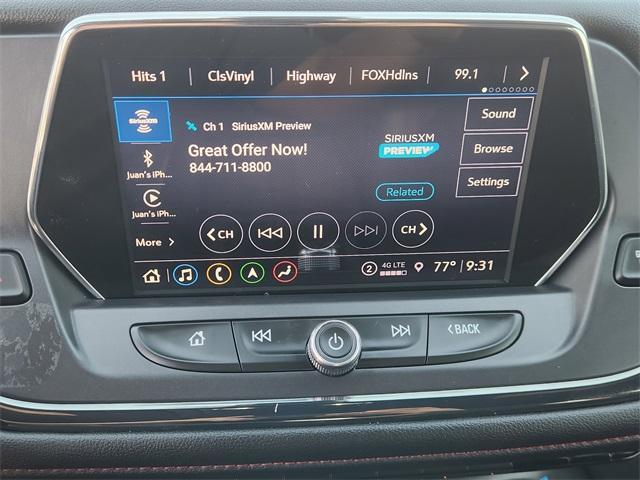 Hits 1 ClsVinyl Highway FOXHdlns 99.1
SiriusXM
Ch 1 SiriusXM Preview
Great Offer Now!
844-711-8800
SIRIUSXM
PREVIEW
Sound
Browse
Settings
Juan's iPh...
Juan's iPh...
Related
More
CH
CH
2 4G LTE 77° 9:31
BACK